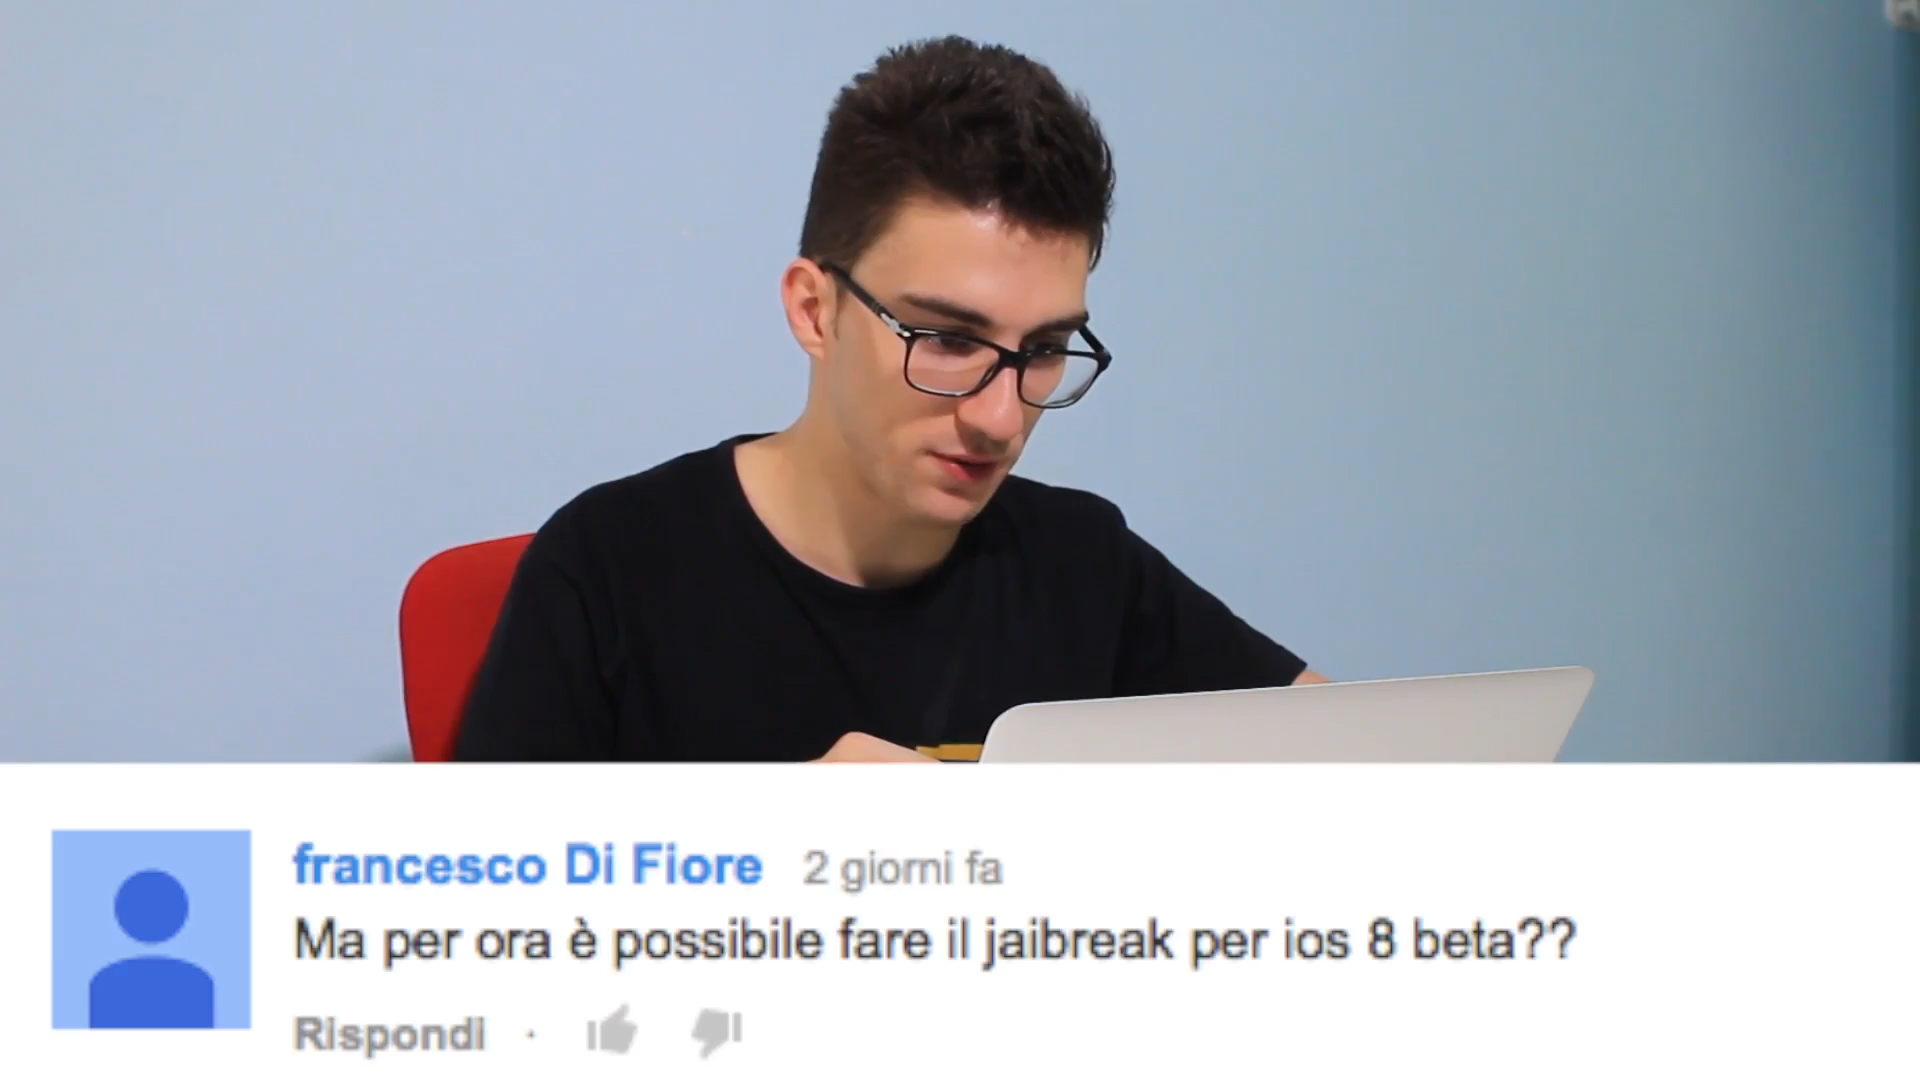 francesco Di Fiore 2 giorni fa
Ma per ora è possibile fare il jaibreak per ios 8 beta??
Rispondi ·